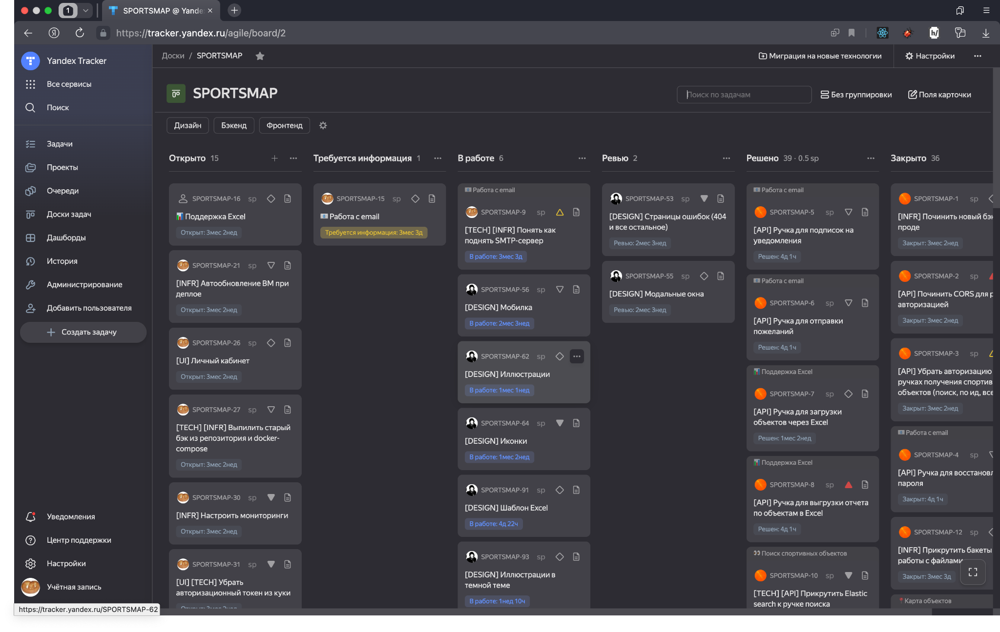 1
SPORTSMAP @ Yande
https://tracker.yandex.ru/agile/board/2
h/
Yandex Tracker
Все сервисы
Поиск
Задачи
Проекты
Очереди
Доски задач
Дашборды
История
Администрирование
Добавить пользователя
Создать задачу
Уведомления
Центр поддержки
Настройки
Учётная запись
https://tracker.yandex.ru/SPORTSMAP-62
Доски / SPORTSMAP
Миграция на новые технологии
Настройки
SPORTSMAP
Поиск по задачам
Без группировки
Поля карточки
Дизайн
Бэкенд
Фронтенд
Открыто 15
SPORTSMAP-16 sp
Поддержка Excel
Открыт: 3мес 2нед
SPORTSMAP-21 sp
[INFR] Автообновление ВМ при
деплое
Открыт: 3мес 2нед
SPORTSMAP-26 sp
[UI] Личный кабинет
Открыт: 3мес 2нед
SPORTSMAP-27 sp
[TECH] [INFR] Выпилить старый
бэк из репозитория и docker-
compose
Открыт: 3мес 2нед
SPORTSMAP-30 sp
[INFR] Настроить мониторинги
Открыт: 3мес 2нед
SPORTSMAP-31 sp
[UI] [TECH] Убрать
авторизационный токен из куки
Открыт: 3мес 2нед
Требуется информация 1
SPORTSMAP-15 sp
Работа с email
Требуется информация: 3мес 3д
В работе 6
Работа с email
SPORTSMAP-9 sp
[TECH] [INFR] Понять как
поднять SMTP-сервер
В работе: 3мес 3д
SPORTSMAP-56 sp
[DESIGN] Мобилка
В работе: 2мес 3нед
SPORTSMAP-62 sp
[DESIGN] Иллюстрации
В работе: 1мес 1нед
SPORTSMAP-64 sp
[DESIGN] Иконки
В работе: 1мес 2нед
SPORTSMAP-91 sp
[DESIGN] Шаблон Excel
В работе: 4д 22ч
SPORTSMAP-93 sp
[DESIGN] Иллюстрации в
темной теме
В работе: 1нед 10ч
Ревью 2
SPORTSMAP-53 sp
[DESIGN] Страницы ошибок (404
и все остальное)
Ревью: 2мес 3нед
SPORTSMAP-55 sp
[DESIGN] Модальные окна
Ревью: 2мес 3нед
Решено 39 · 0.5 sp
Работа с email
SPORTSMAP-5 sp
[API] Ручка для подписок на
уведомления
Решен: 4д 1ч
Работа с email
SPORTSMAP-6 sp
[API] Ручка для отправки
пожеланий
Решен: 4д 1ч
Поддержка Excel
SPORTSMAP-7 sp
[API] Ручка для загрузки
объектов через Excel
Решен: 1мес 2нед
Поддержка Excel
SPORTSMAP-8 sp
[API] Ручка для выгрузки отчета
по объектам в Excel
Решен: 4д 1ч
Поиск спортивных объектов
SPORTSMAP-10 sp
[TECH] [API] Прикрутить Elastic
search к ручке поиска
Закрыто 36
SPORTSMAP-1 sp
[INFR] Починить новый бэк
проде
Закрыт: 3мес 2нед
SPORTSMAP-2 sp
[API] Починить CORS для р
авторизацией
Закрыт: 3мес 2нед
SPORTSMAP-3 sp
[API] Убрать авторизацию
ручках получения спортив
объектов (поиск, по ид, все
Закрыт: 3мес 2нед
Работа с email
SPORTSMAP-4 sp
[API] Ручка для восстановл
пароля
Закрыт: 4д 1ч
SPORTSMAP-12 sp
[INFR] Прикрутить бакеты
работы с файлами
Закрыт: 3мес 3д
Карта объектов